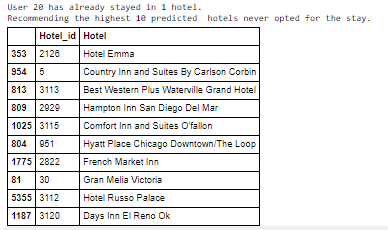 User 20 has already stayed in 1 hotel.
Recommending the highest 10 predicted hotels never opted for the stay.
Hotel_id Hotel
353 2126 Hotel Emma
954 5 Country Inn and Suites By Carlson Corbin
813 3113 Best Western Plus Waterville Grand Hotel
809 2929 Hampton Inn San Diego Del Mar
1025 3115 Comfort Inn and Suites O'fallon
804 951 Hyatt Place Chicago Downtown/The Loop
1775 2822 French Market Inn
81 30 Gran Melia Victoria
5355 3112 Hotel Russo Palace
1187 3120 Days Inn El Reno Ok